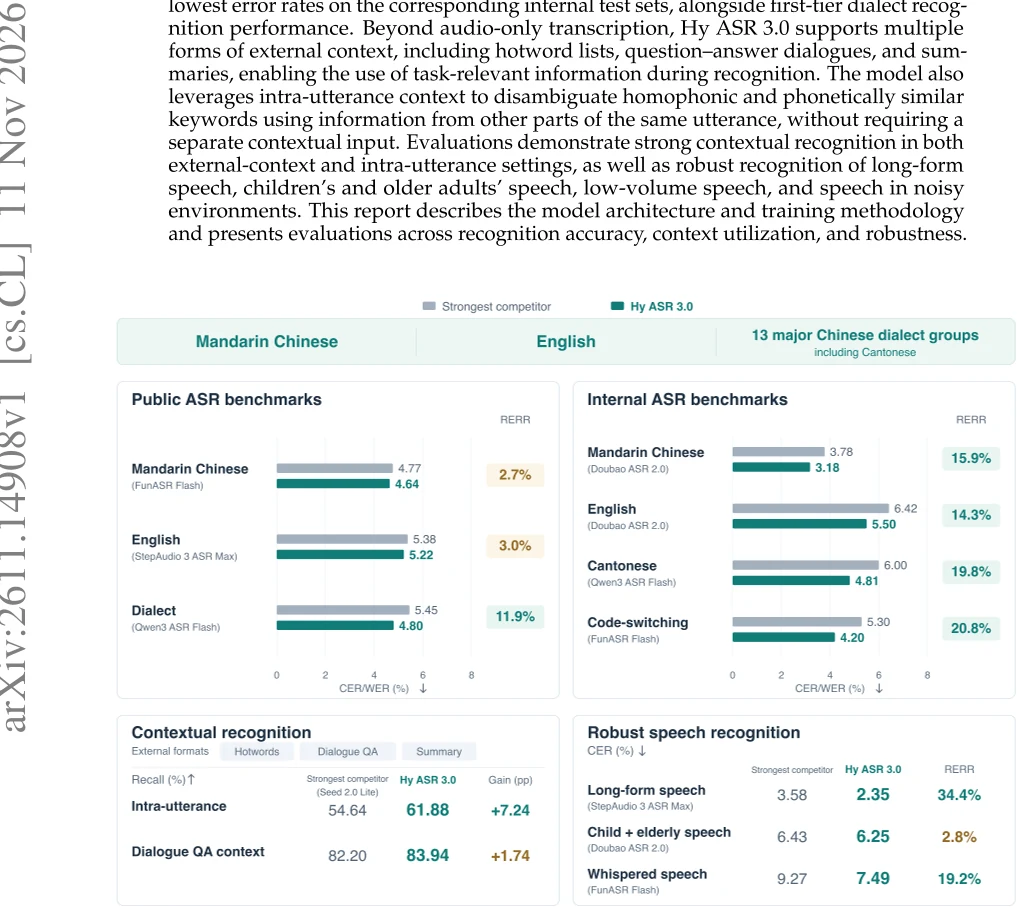 arXiv:2611.14908v1 [cs.CL] 11 Nov 2026
lowest error rates on the corresponding internal test sets, alongside first-tier dialect recog-
nition performance. Beyond audio-only transcription, Hy ASR 3.0 supports multiple
forms of external context, including hotword lists, question–answer dialogues, and sum-
maries, enabling the use of task-relevant information during recognition. The model also
leverages intra-utterance context to disambiguate homophonic and phonetically similar
keywords using information from other parts of the same utterance, without requiring a
separate contextual input. Evaluations demonstrate strong contextual recognition in both
external-context and intra-utterance settings, as well as robust recognition of long-form
speech, children's and older adults' speech, low-volume speech, and speech in noisy
environments. This report describes the model architecture and training methodology
and presents evaluations across recognition accuracy, context utilization, and robustness.
Strongest competitor Hy ASR 3.0
Mandarin Chinese English 13 major Chinese dialect groups
including Cantonese
Public ASR benchmarks
RERR
Mandarin Chinese 4.77
(FunASR Flash) 4.64 2.7%
English 5.38
(StepAudio 3 ASR Max) 5.22 3.0%
Dialect 5.45
(Qwen3 ASR Flash) 4.80 11.9%
0 2 4 6 8
CER/WER (%) ↓
Internal ASR benchmarks
RERR
Mandarin Chinese 3.78
(Doubao ASR 2.0) 3.18 15.9%
English 6.42
(Doubao ASR 2.0) 5.50 14.3%
Cantonese 6.00
(Qwen3 ASR Flash) 4.81 19.8%
Code-switching 5.30
(FunASR Flash) 4.20 20.8%
0 2 4 6 8
CER/WER (%) ↓
Contextual recognition
External formats Hotwords Dialogue QA Summary
Recall (%)↑ Strongest competitor Hy ASR 3.0 Gain (pp)
(Seed 2.0 Lite)
Intra-utterance 54.64 61.88 +7.24
Dialogue QA context 82.20 83.94 +1.74
Robust speech recognition
CER (%) ↓
Strongest competitor Hy ASR 3.0 RERR
Long-form speech 3.58 2.35 34.4%
(StepAudio 3 ASR Max)
Child + elderly speech 6.43 6.25 2.8%
(Doubao ASR 2.0)
Whispered speech 9.27 7.49 19.2%
(FunASR Flash)